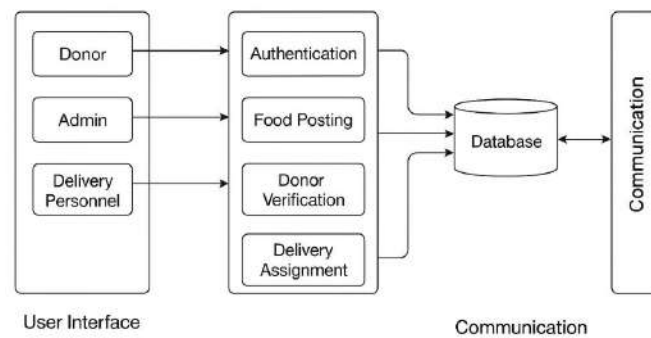 Donor
Admin
Delivery
Personnel
User Interface
Authentication
Food Posting
Donor
Verification
Delivery
Assignment
Database
Communication
Communication